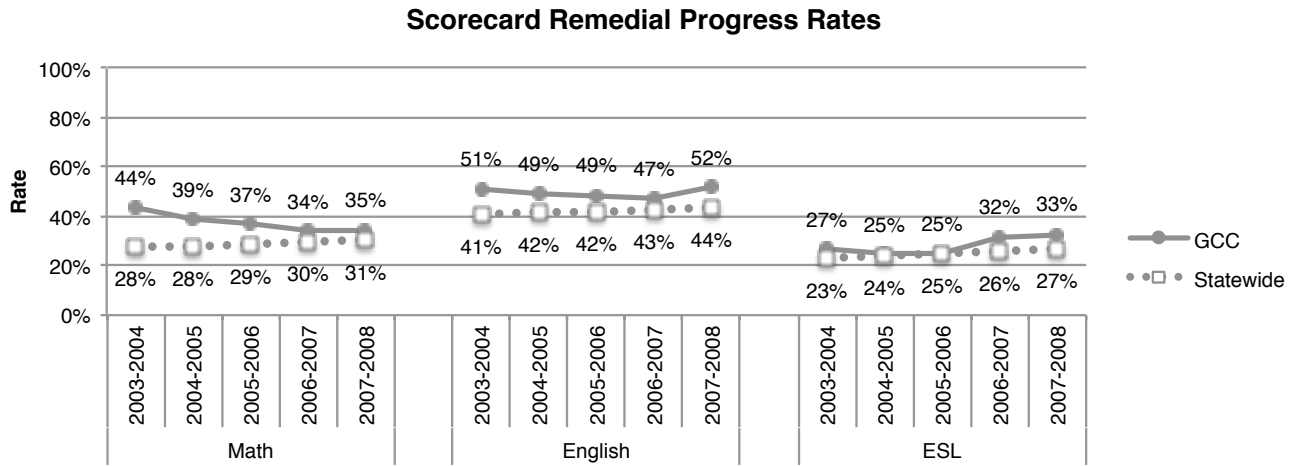 Scorecard Remedial Progress Rates
Rate
100%
80%
60%
40%
20%
0%
44% 39% 37% 34% 35%
28% 28% 29% 30% 31%
51% 49% 49% 47% 52%
41% 42% 42% 43% 44%
27% 25% 25% 32% 33%
23% 24% 25% 26% 27%
GCC
Statewide
2003-2004 2004-2005 2005-2006 2006-2007 2007-2008
2003-2004 2004-2005 2005-2006 2006-2007 2007-2008
2003-2004 2004-2005 2005-2006 2006-2007 2007-2008
Math English ESL